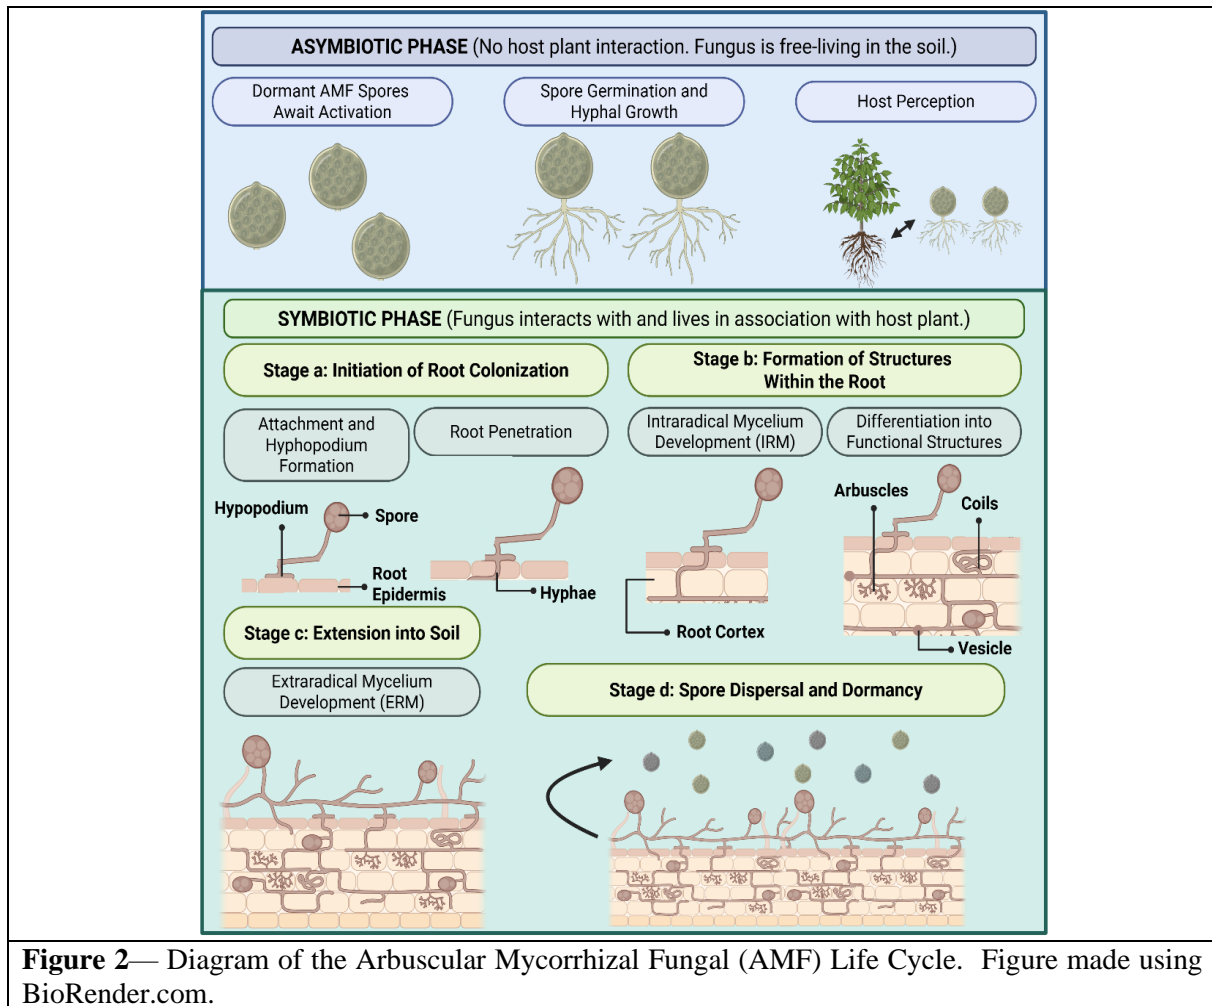 ASYMBIOTIC PHASE (No host plant interaction. Fungus is free-living in the soil.)
Dormant AMF Spores
Await Activation
Spore Germination and
Hyphal Growth
Host Perception
SYMBIOTIC PHASE (Fungus interacts with and lives in association with host plant.)
Stage a: Initiation of Root Colonization
Stage b: Formation of Structures
Within the Root
Attachment and
Hyphopodium
Formation
Root Penetration
Intraradical Mycelium
Development (IRM)
Differentiation into
Functional Structures
Hypopodium
Spore
Root
Epidermis
Hyphae
Root Cortex
Arbuscles
Coils
Vesicle
Stage c: Extension into Soil
Extraradical Mycelium
Development (ERM)
Stage d: Spore Dispersal and Dormancy
Figure 2— Diagram of the Arbuscular Mycorrhizal Fungal (AMF) Life Cycle. Figure made using
BioRender.com.